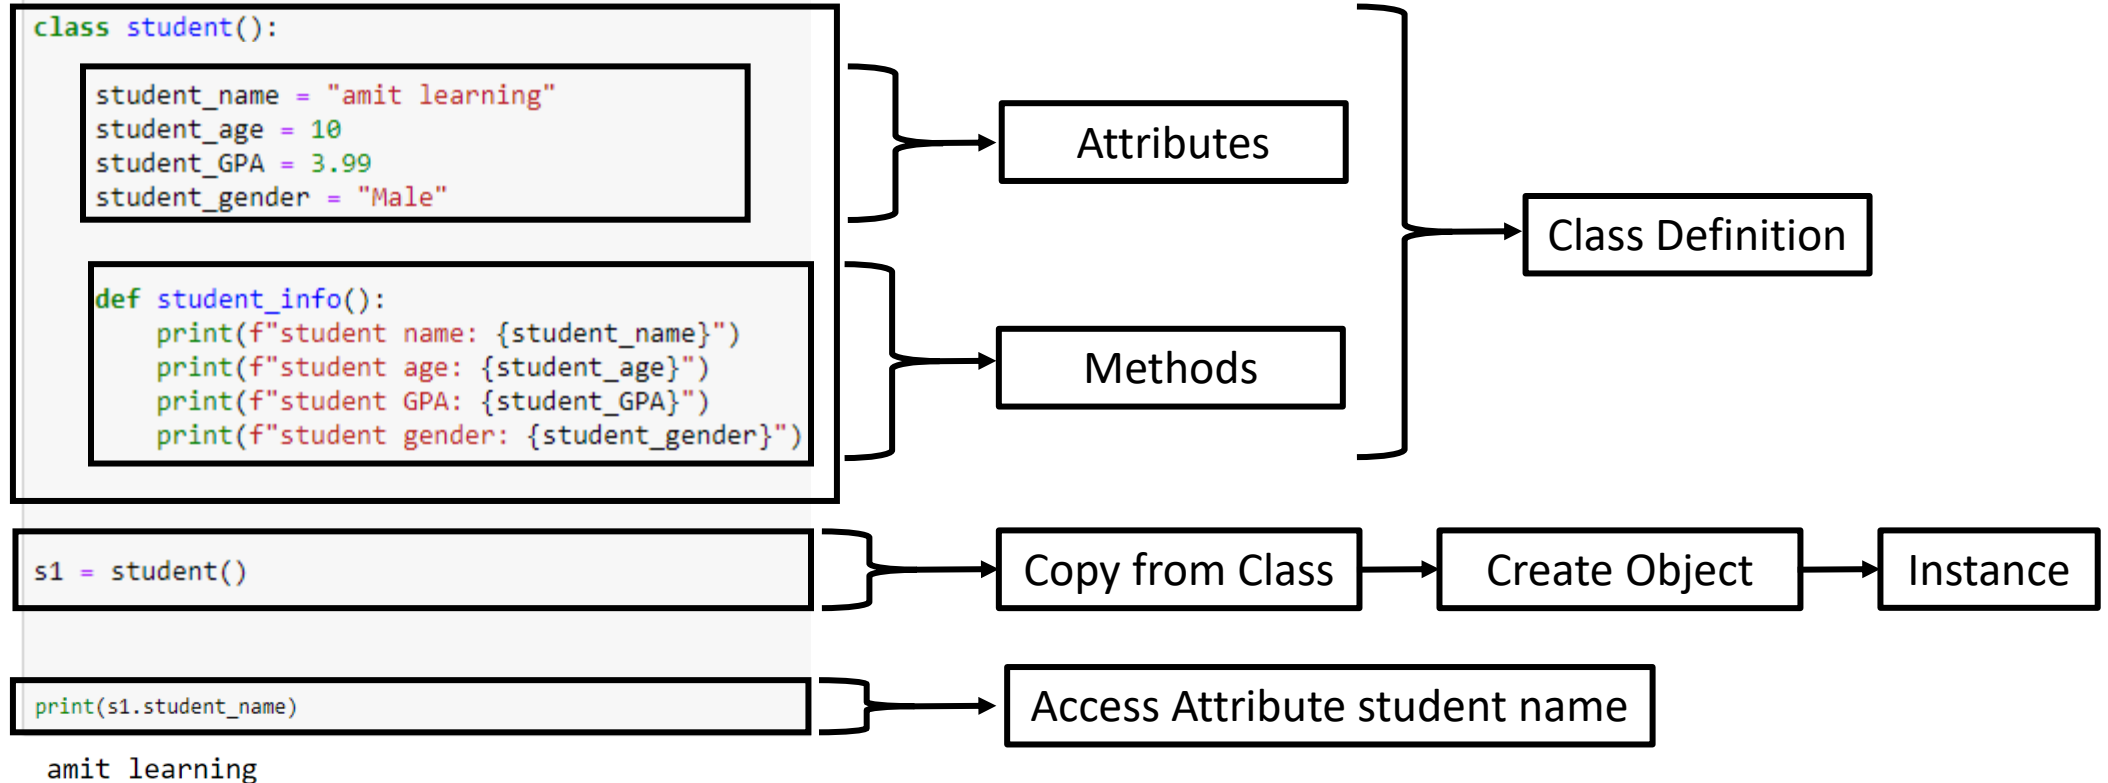 class student():
student_name = "amit learning"
student_age = 10
student_GPA = 3.99
student_gender = "Male"
Attributes
Class Definition
def student_info():
print(f"student name: {student_name}")
print(f"student age: {student_age}")
print(f"student GPA: {student_GPA}")
print(f"student gender: {student_gender}")
Methods
s1 = student()
Copy from Class
Create Object
Instance
print(s1.student_name)
Access Attribute student name
amit learning